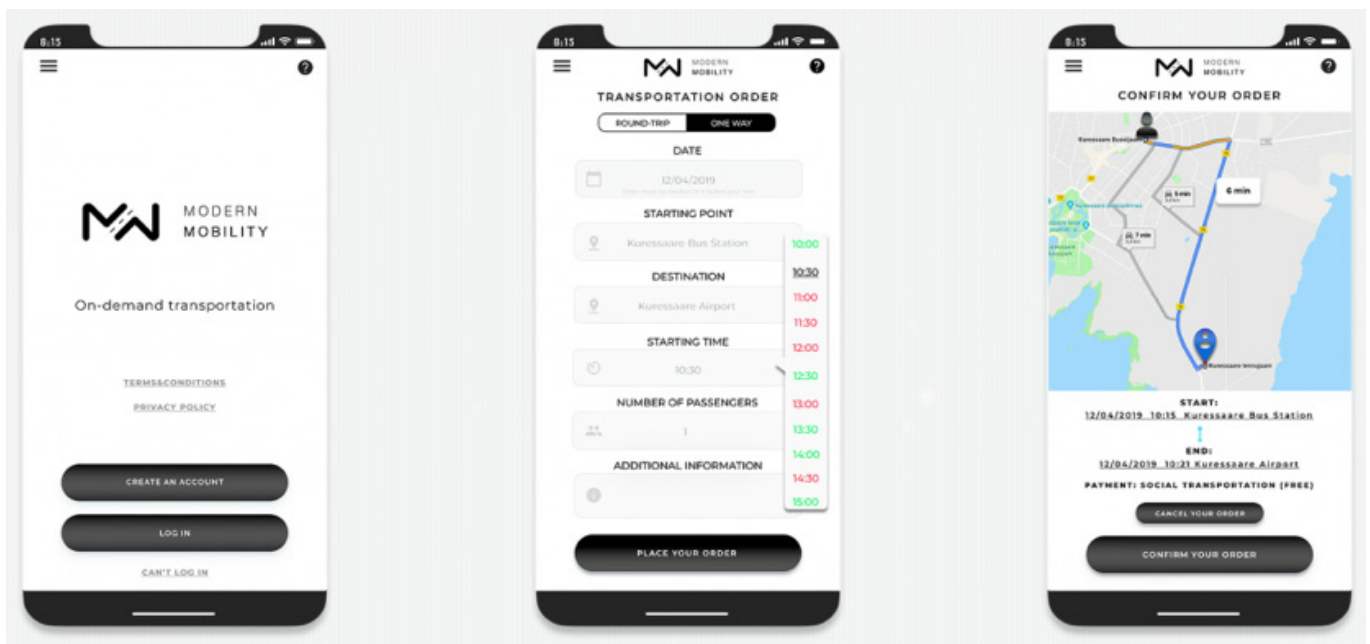 8:15
MODERN
MOBILITY
On-demand transportation
TERMS&CONDITIONS
PRIVACY POLICY
CREATE AN ACCOUNT
LOG IN
CAN'T LOG IN
8:15
MODERN
MOBILITY
TRANSPORTATION ORDER
ROUND-TRIP ONE WAY
DATE
12/04/2019
STARTING POINT
Kuressaare Bus Station
DESTINATION
Kuressaare Airport
STARTING TIME
10:30
NUMBER OF PASSENGERS
1
ADDITIONAL INFORMATION
10:00
10:30
11:00
11:30
12:00
12:30
13:00
13:30
14:00
14:30
15:00
PLACE YOUR ORDER
8:15
MODERN
MOBILITY
CONFIRM YOUR ORDER
Kuressaare Bussijaam
6 min
7 min
Kuressaare lennujaam
START:
12/04/2019 10:15 Kuressaare Bus Station
END:
12/04/2019 10:21 Kuressaare Airport
PAYMENT: SOCIAL TRANSPORTATION (FREE)
CANCEL YOUR ORDER
CONFIRM YOUR ORDER